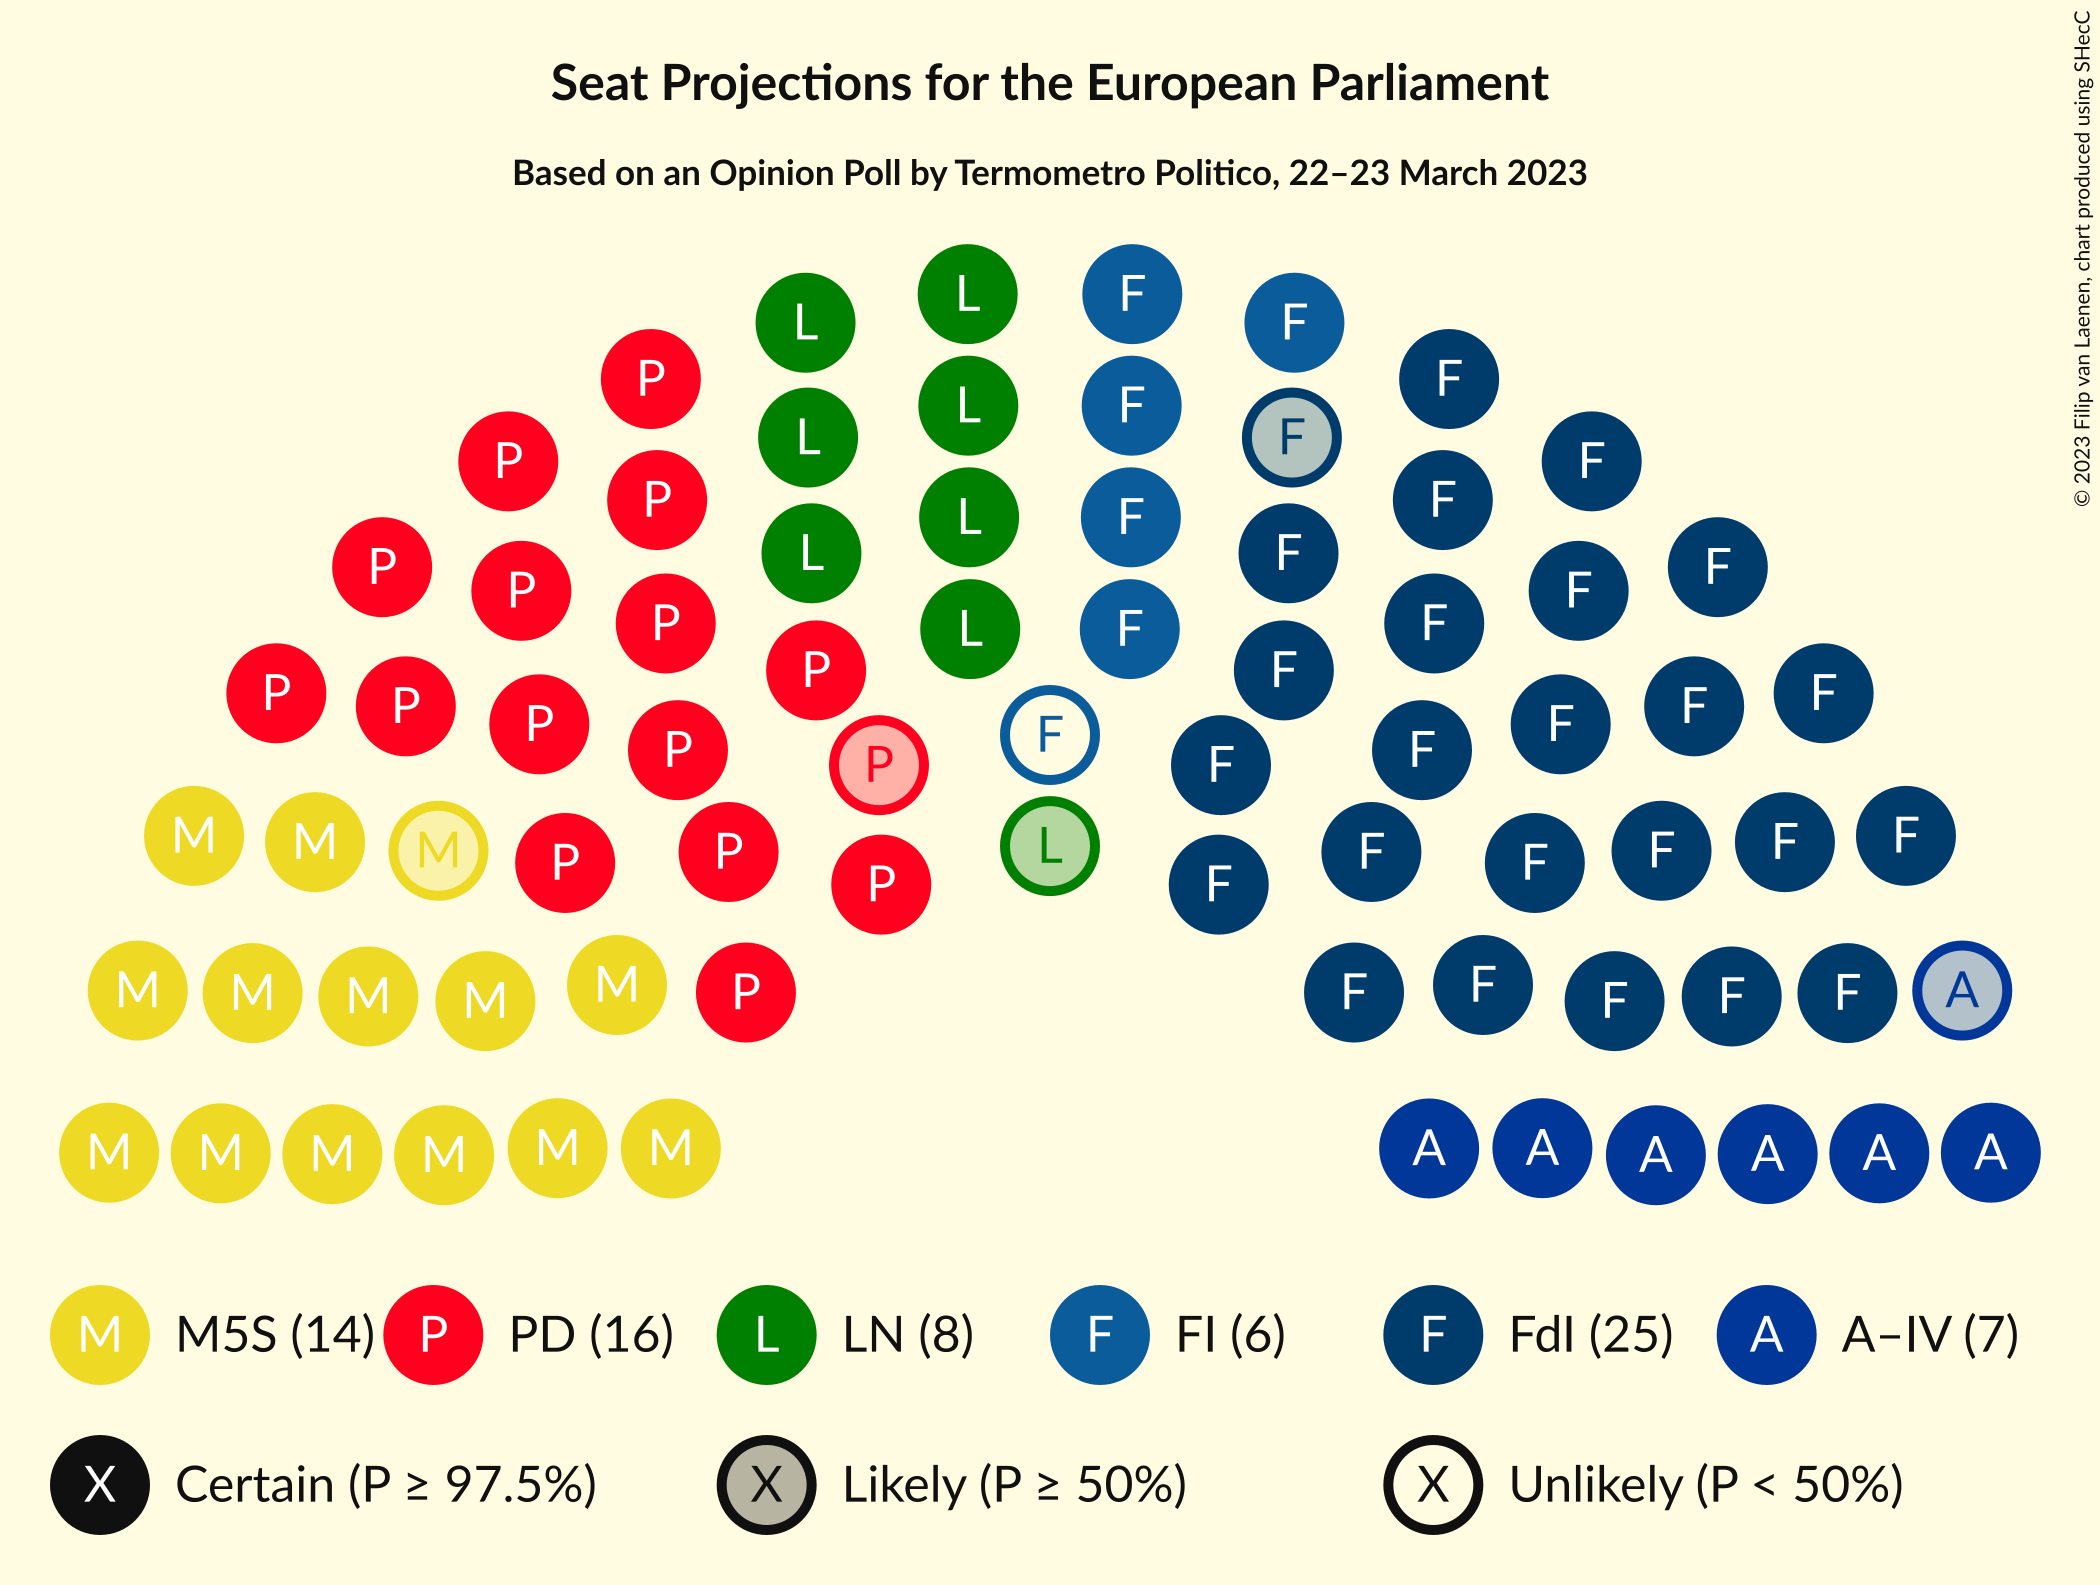 Seat Projections for the European Parliament
Based on an Opinion Poll by Termometro Politico, 22–23 March 2023
© 2023 Filip van Laenen, chart produced using SHecC
L L F F
P L L F F F
P P L L F F F F
P P P L L F F F F F
P P P P P P F F F F F F F
M M M P P P L F F F F F F
M M M M M P F F F F F A
M M M M M M A A A A A A
M M5S (14) P PD (16) L LN (8) F FI (6) F FdI (25) A A–IV (7)
X Certain (P ≥ 97.5%) X Likely (P ≥ 50%) X Unlikely (P < 50%)